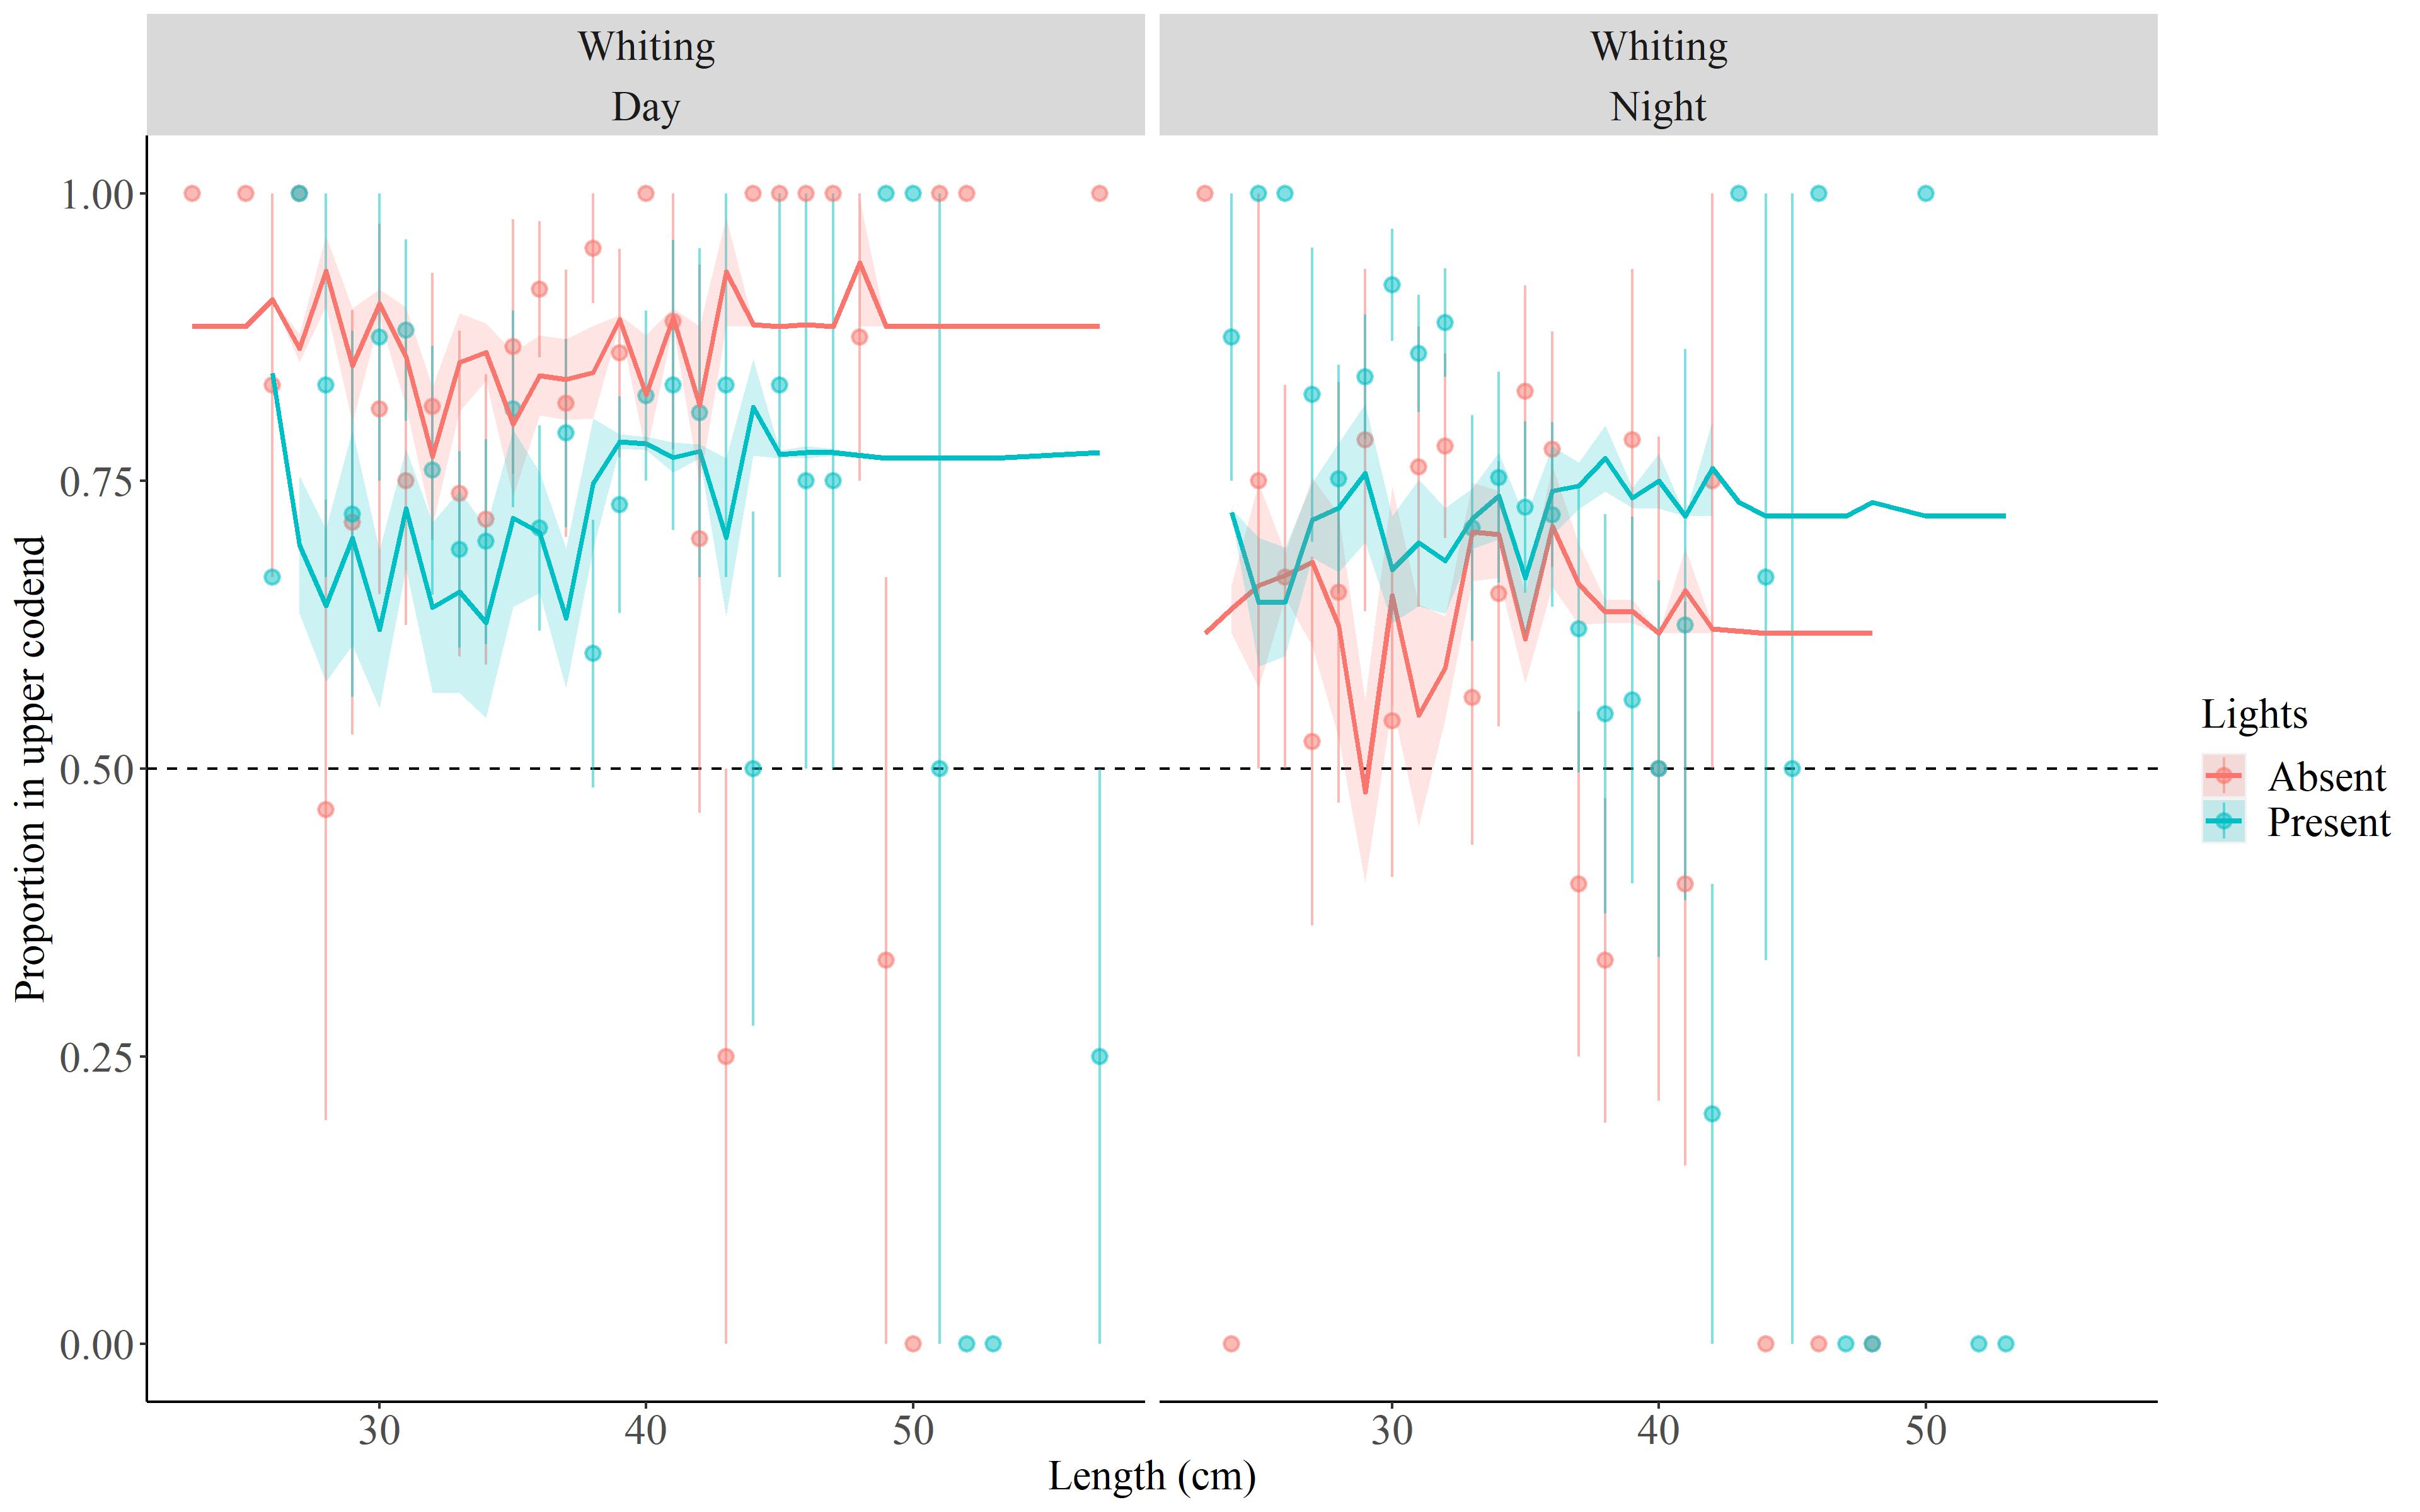 Whiting
Day
Whiting
Night
1.00
0.75
0.50
0.25
0.00
Proportion in upper codend
30
40
50
30
40
50
Length (cm)
Lights
Absent
Present